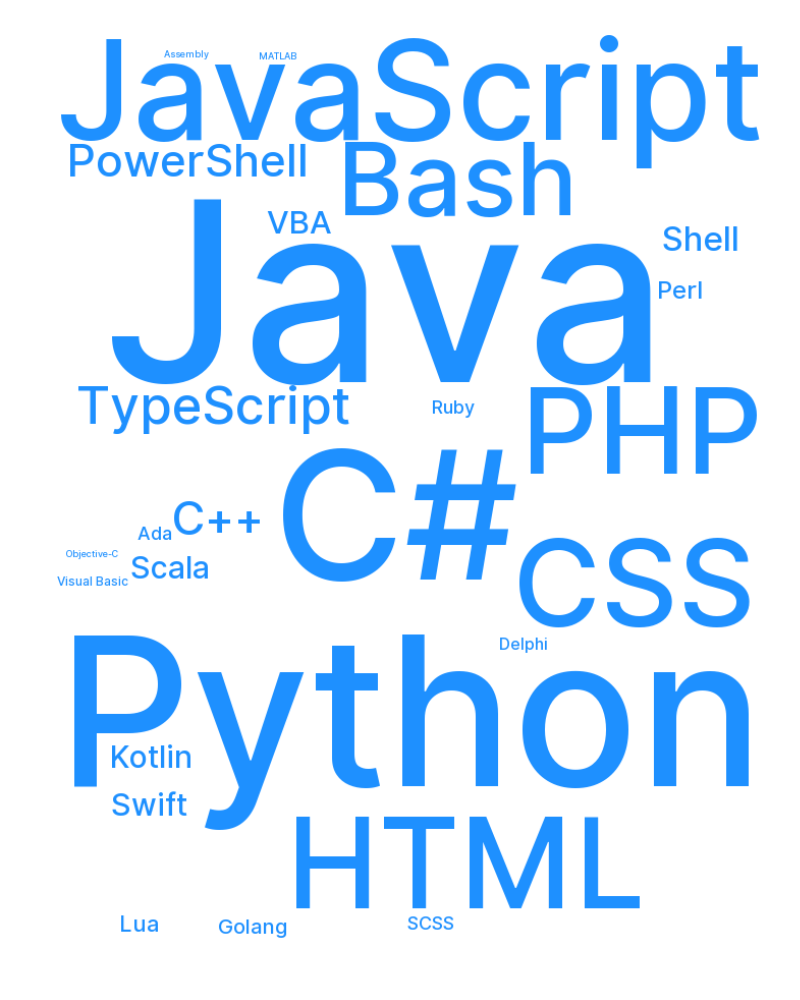 Assembly
MATLAB
JavaScript
PowerShell
Bash
VBA
Shell
Java
Perl
TypeScript
Ruby
PHP
C#
C++
Ada
Objective-C
Scala
Visual Basic
CSS
Delphi
Python
Kotlin
Swift
HTML
Lua
Golang
SCSS